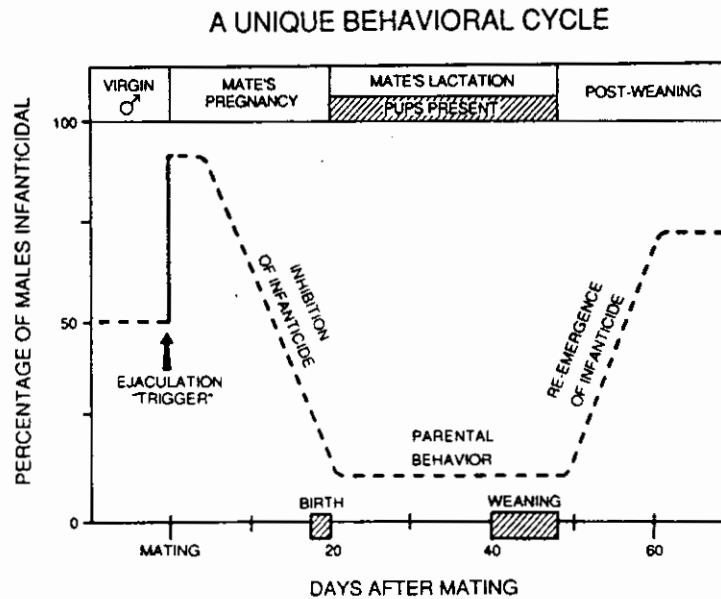 A UNIQUE BEHAVIORAL CYCLE
VIRGIN
♂
MATE'S
PREGNANCY
MATE'S LACTATION
PUPS PRESENT
POST-WEANING
PERCENTAGE OF MALES INFANTICIDAL
100
50
0
EJACULATION
"TRIGGER"
INHIBITION
OF INFANTICIDE
PARENTAL
BEHAVIOR
RE-EMERGENCE
OF INFANTICIDE
BIRTH
WEANING
MATING
20
40
60
DAYS AFTER MATING